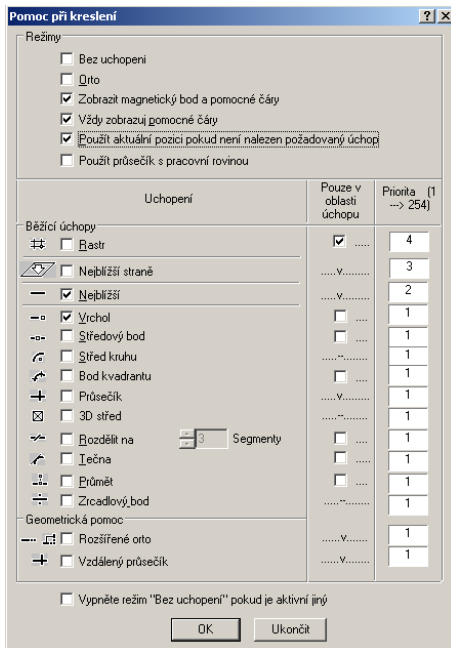 Pomoc při kreslení
Režimy
Bez uchopeni
Orto
Zobrazit magnetický bod a pomocné čáry
Vždy zobrazuj pomocné čáry
Použít aktuální pozici pokud není nalezen požadovaný úchop
Použít průsečík s pracovní rovinou
Uchopení Pouze v oblasti úchopu Priorita (1 ---> 254)
Běžící úchopy
Rastr ..... 4
Nejbližší straně .....v......... 3
Nejbližší .....v......... 2
Vrchol .... 1
Středový bod .... 1
Střed kruhu .....--........ 1
Bod kvadrantu .... 1
Průsečík .....v......... 1
3D střed .....--........ 1
Rozdělit na 3 Segmenty .... 1
Tečna .... 1
Průmět .... 1
Zrcadlový bod .....--........ 1
Geometrická pomoc
Rozšířené orto ......v........ 1
Vzdálený průsečík ......v........ 1
Vypněte režim "Bez uchopení" pokud je aktivní jiný
OK Ukončit